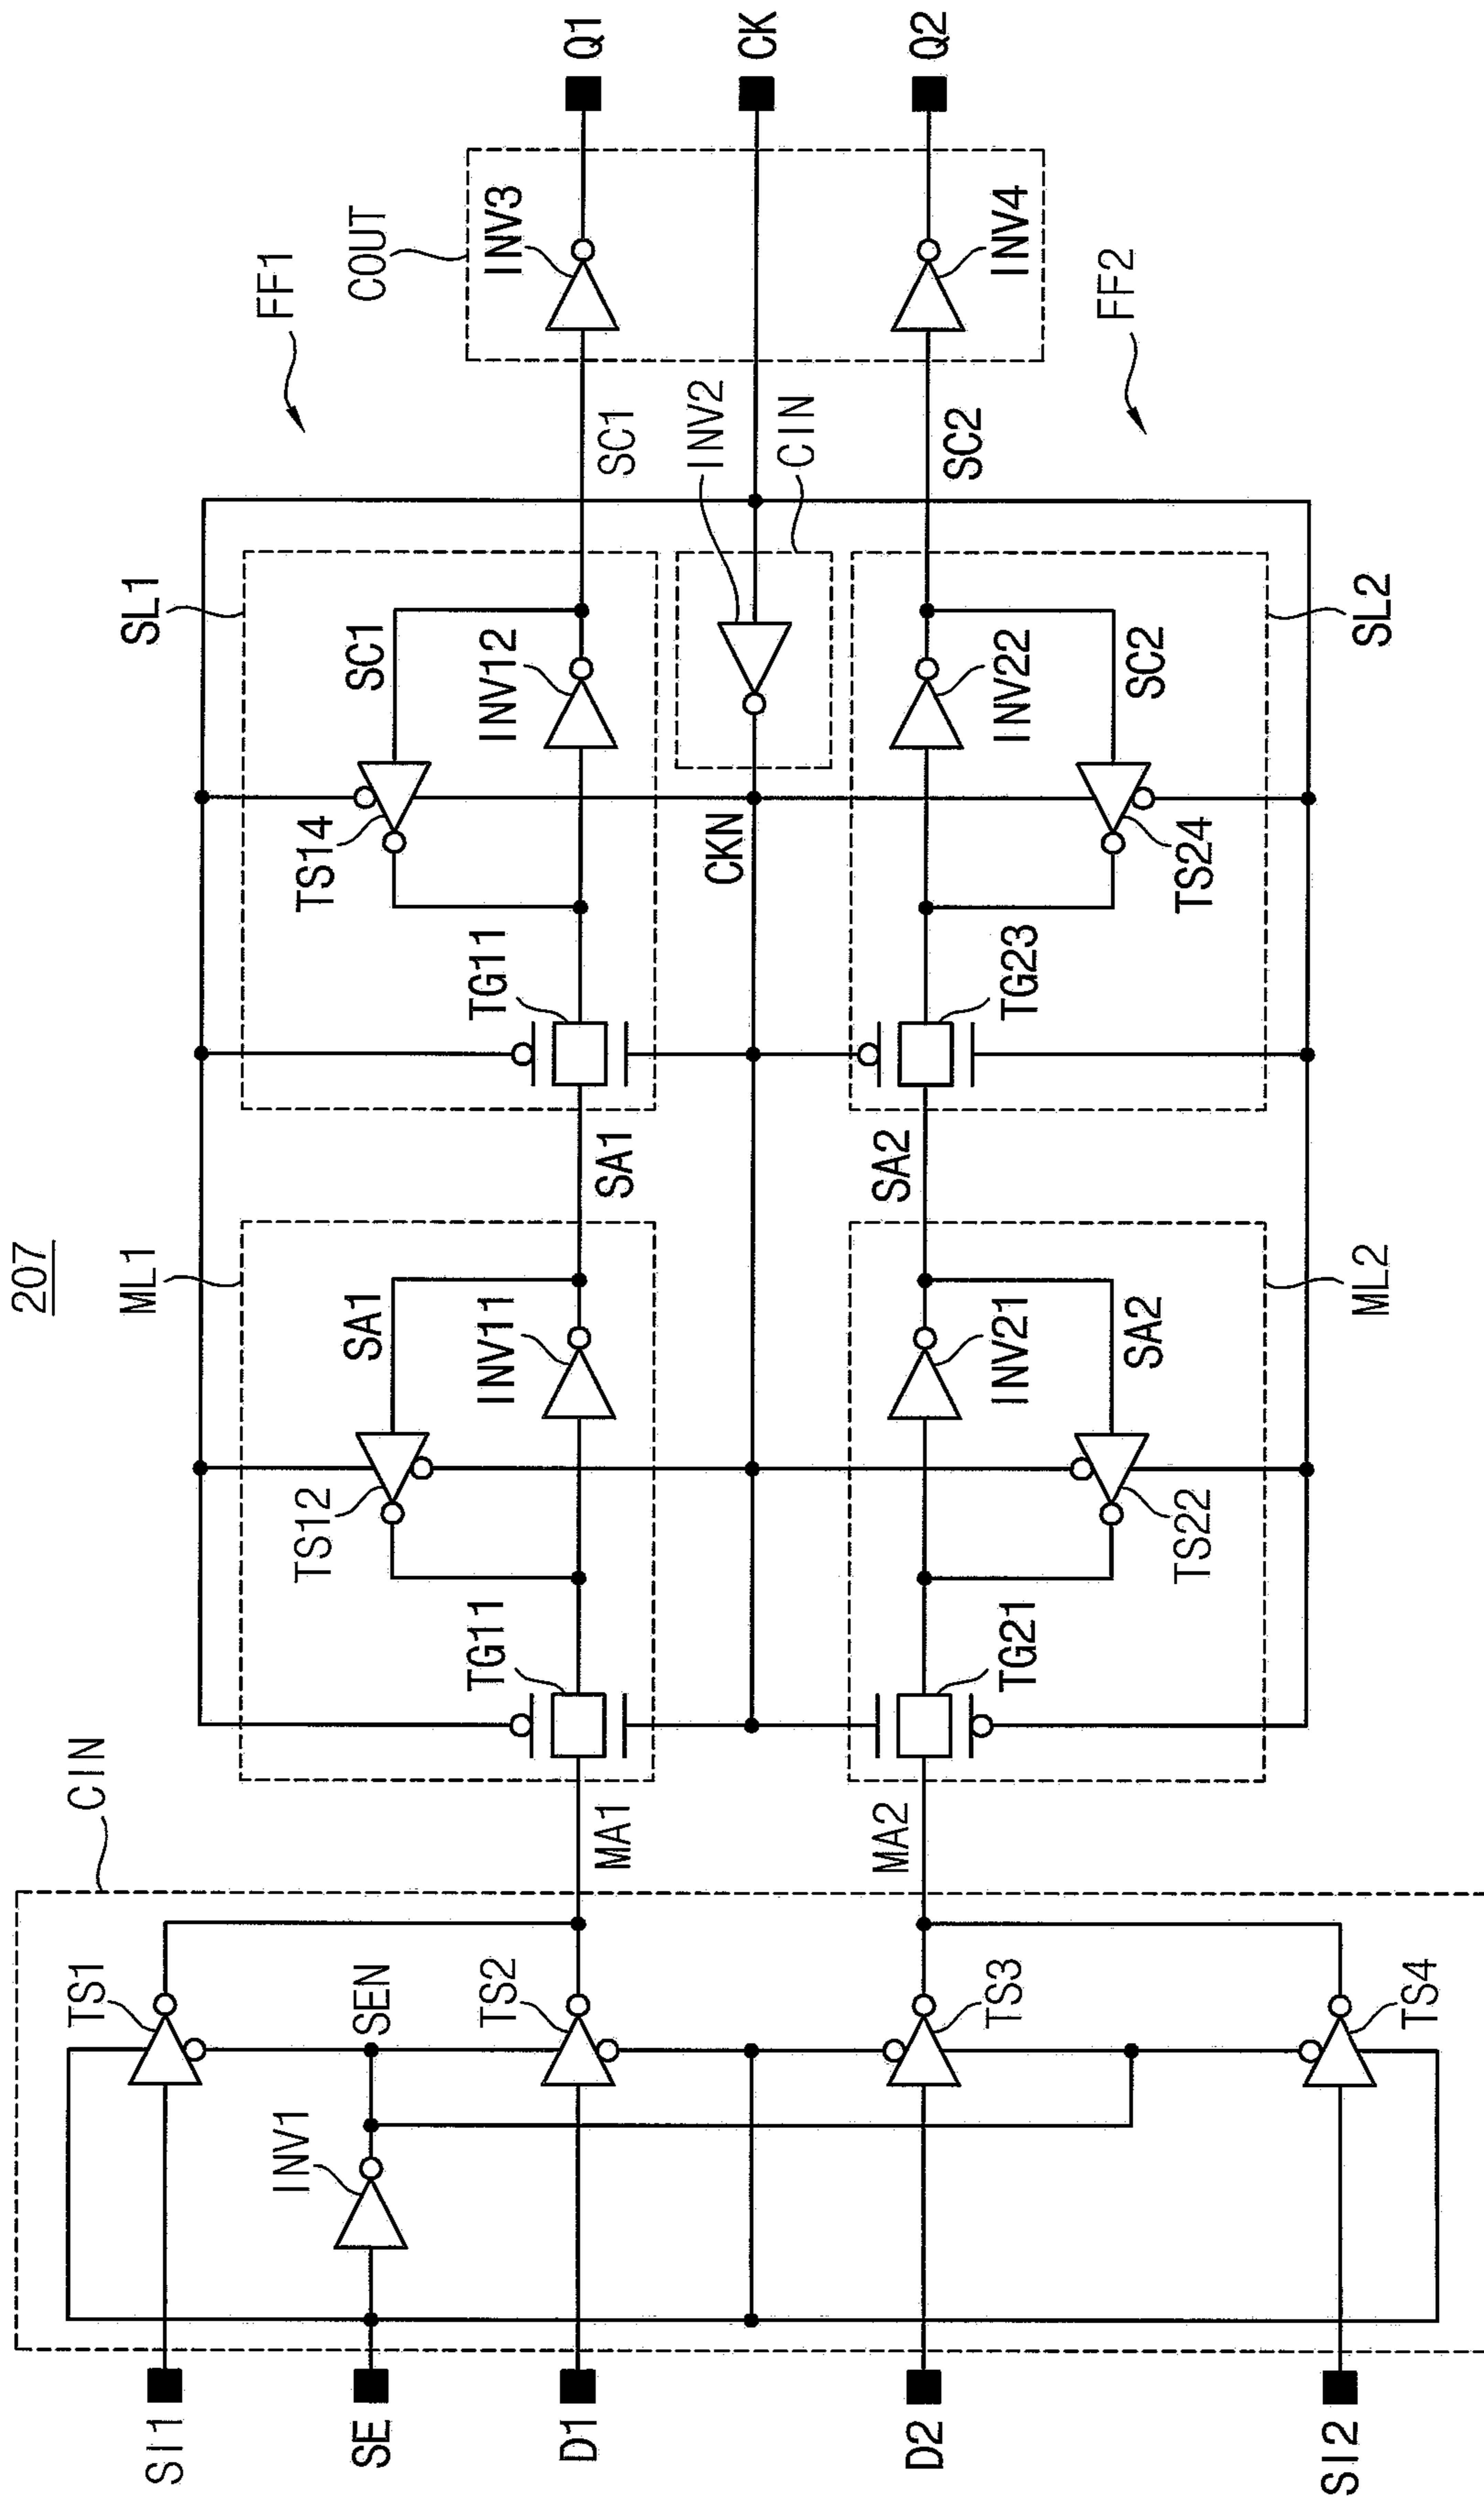 207
CIN
SI1
SE
D1
D2
SI2
TS1
INV1
SEN
TS2
TS3
TS4
MA1
MA2
ML1
TG11
TS12
SA1
INV11
SA1
ML2
TG21
TS22
SA2
INV21
SA2
SL1
TG11
TS14
SC1
INV12
SC1
CKN
INV2
CIN
SL2
TG23
TS24
SC2
INV22
SC2
FF1
FF2
COUT
INV3
INV4
Q1
CK
Q2